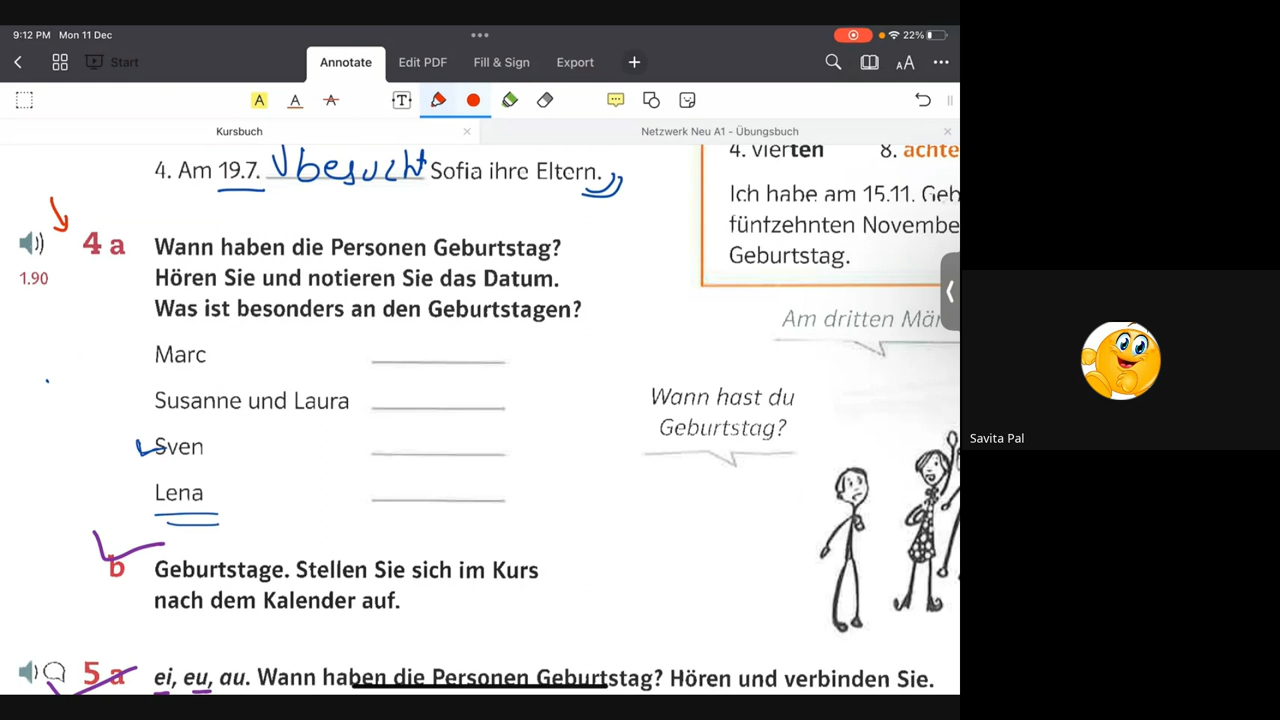 9:12 PM Mon 11 Dec
22%
Start
Annotate
Edit PDF
Fill & Sign
Export
Kursbuch
Netzwerk Neu A1 - Übungsbuch
4. Am 19.7. besucht Sofia ihre Eltern.
4. vierten 8. achte
Ich habe am 15.11. Geb
fünfzehnten Novembe
Geburtstag.
1.90
4 a Wann haben die Personen Geburtstag?
Hören Sie und notieren Sie das Datum.
Was ist besonders an den Geburtstagen?
Marc
Susanne und Laura
Sven
Lena
Am dritten Mär
Wann hast du
Geburtstag?
b Geburtstage. Stellen Sie sich im Kurs
nach dem Kalender auf.
5 a ei, eu, au. Wann haben die Personen Geburtstag? Hören und verbinden Sie.
Savita Pal